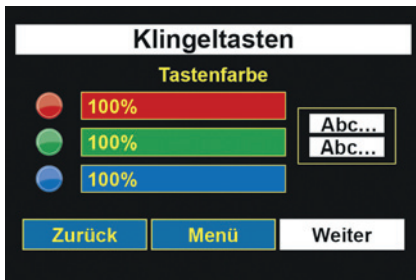 Klingeltasten
Tastenfarbe
100%
100%
100%
Abc...
Abc...
Zurück Menü Weiter